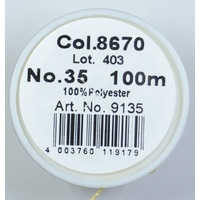 Col.8670
Lot. 403
No.35 100m
100%Polyester
Art. No. 9135
4 003760 119179